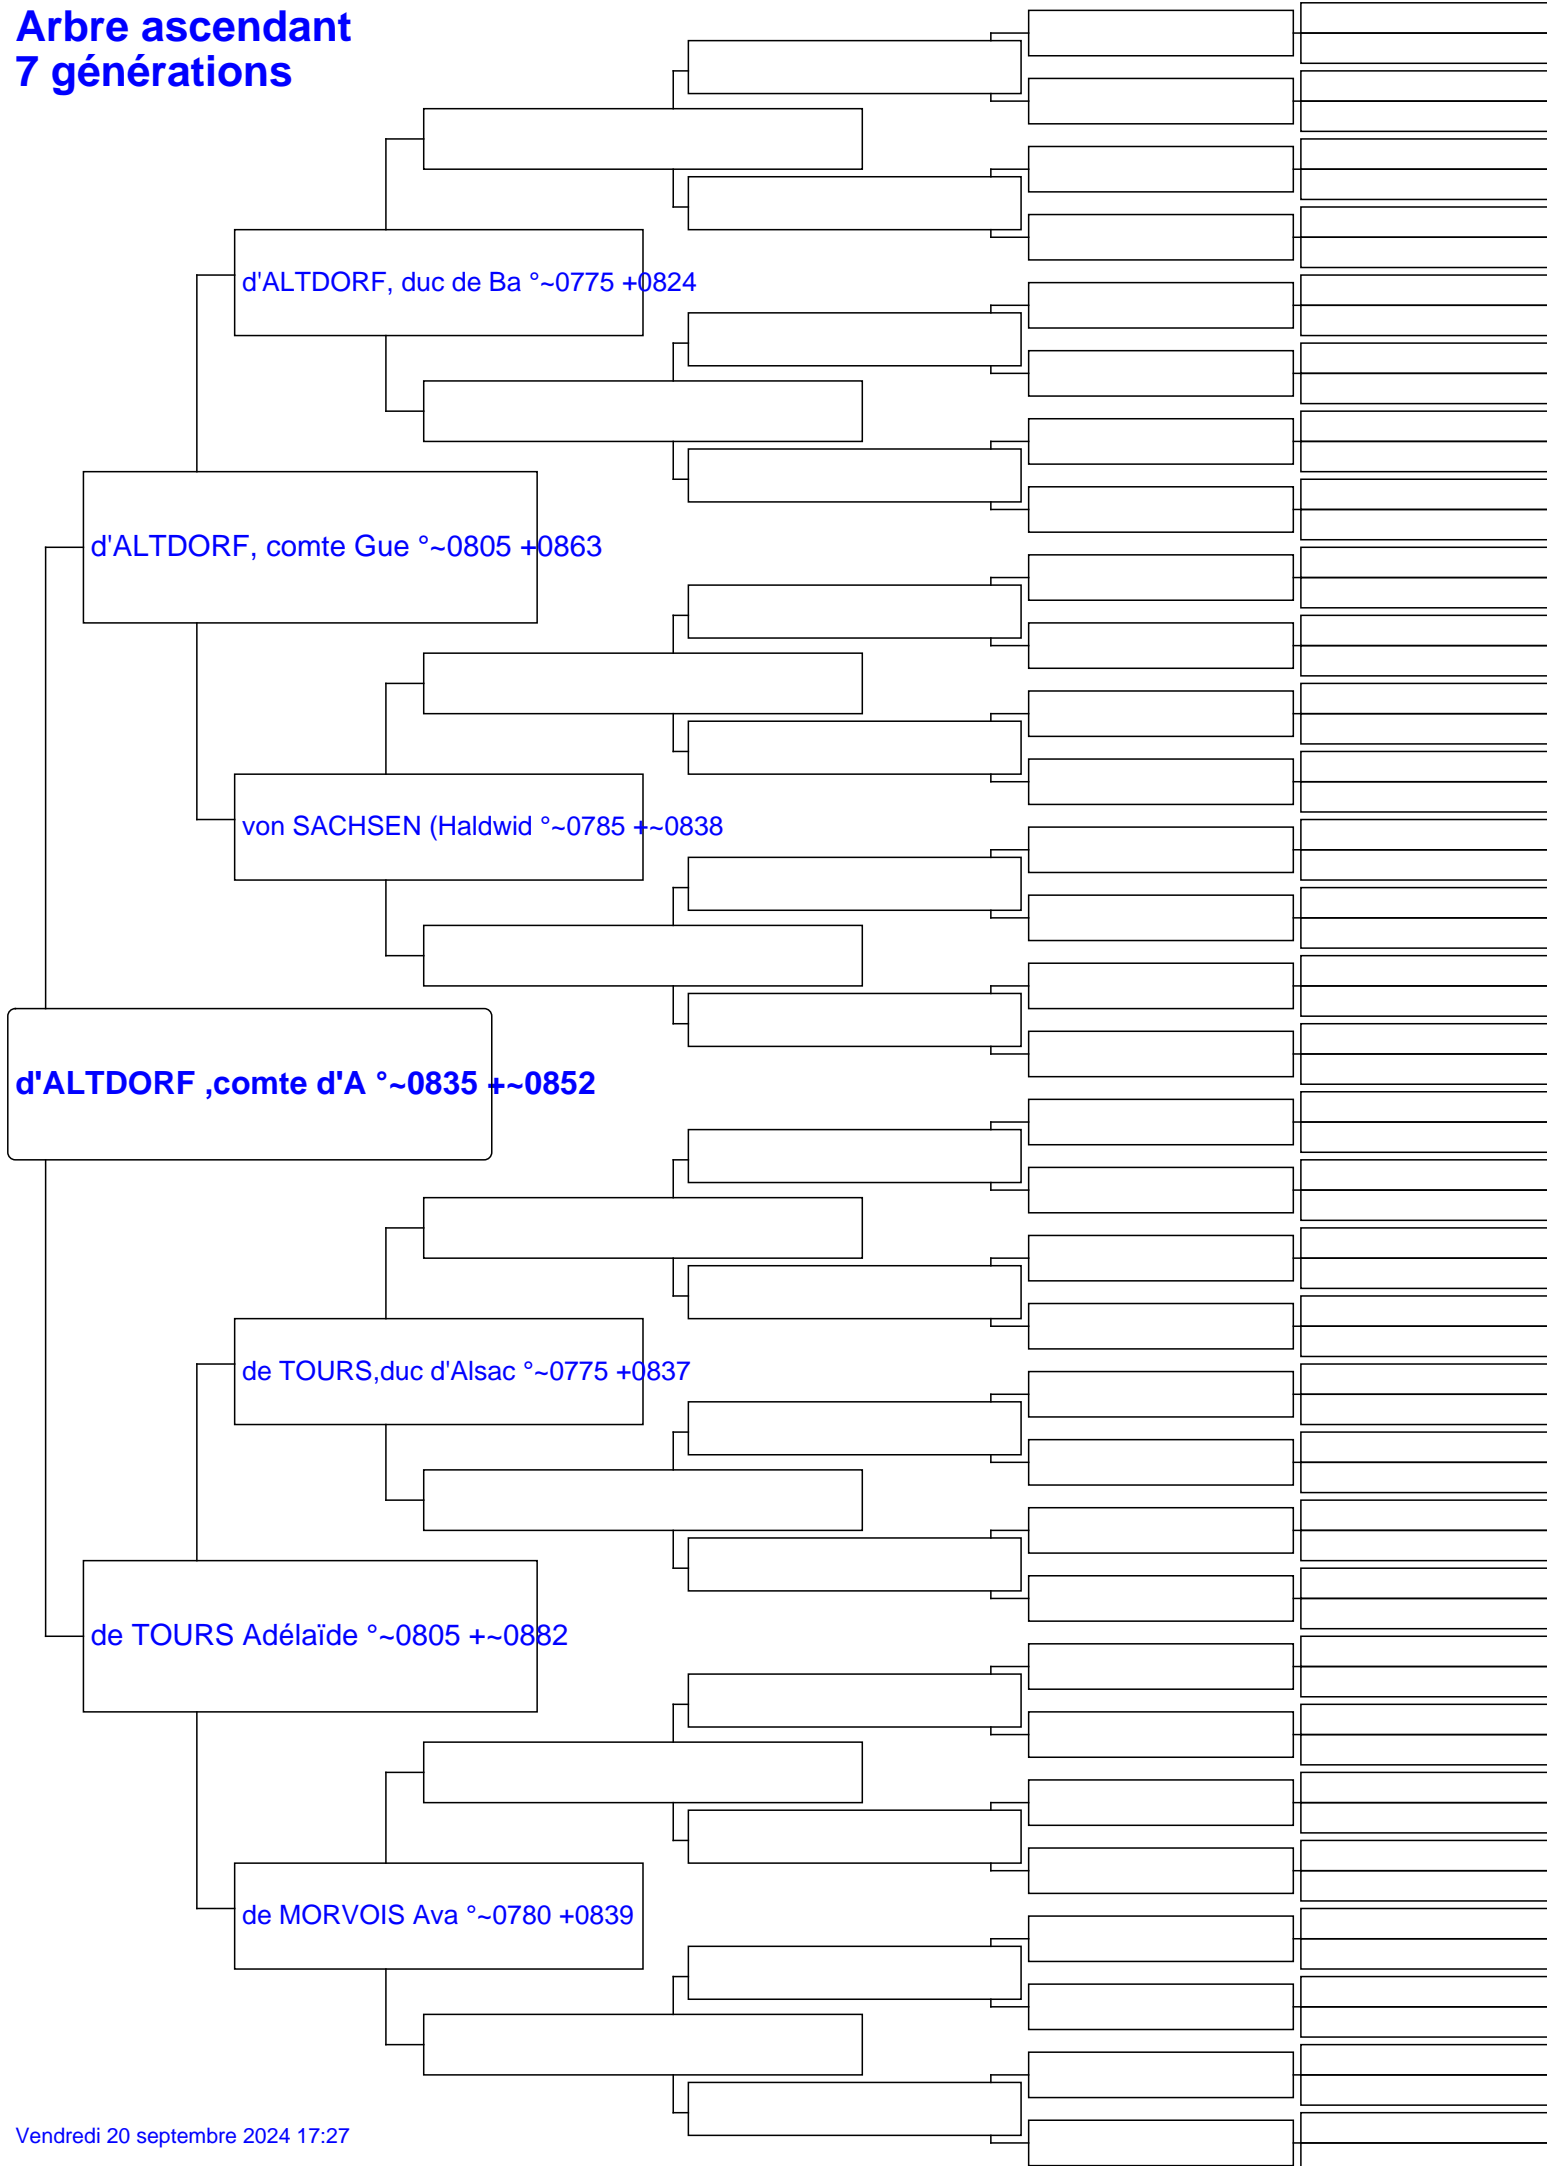 Arbre ascendant
7 générations
d'ALTDORF, duc de Ba °~0775 +0824
d'ALTDORF, comte Gue °~0805 +0863
von SACHSEN (Haldwid °~0785 +~0838
d'ALTDORF ,comte d'A °~0835 +~0852
de TOURS,duc d'Alsac °~0775 +0837
de TOURS Adélaïde °~0805 +~0882
de MORVOIS Ava °~0780 +0839
Vendredi 20 septembre 2024 17:27